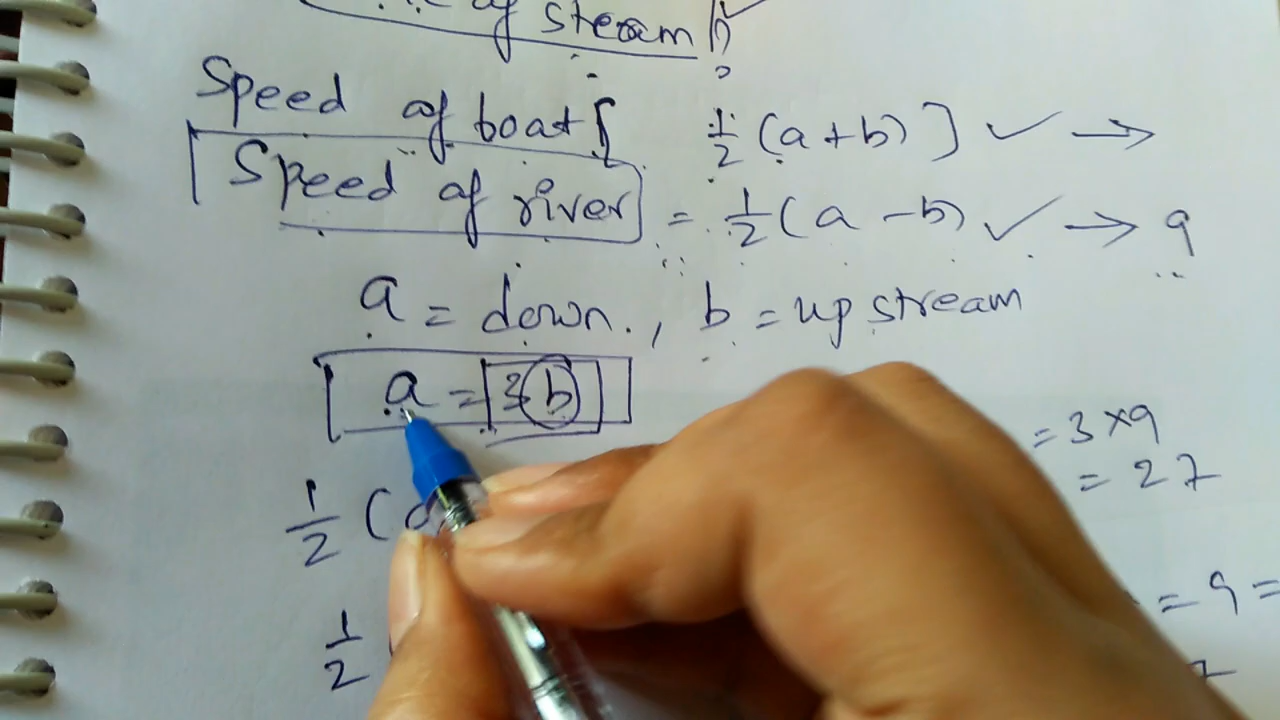 of stream
Speed of boat [ 1/2 (a+b) ] ✓ →
Speed of river = 1/2 (a - b) ✓ → 9
a = down. , b = up stream
a = 3b
= 3×9
= 27
1/2 (
1/2
= 9 =